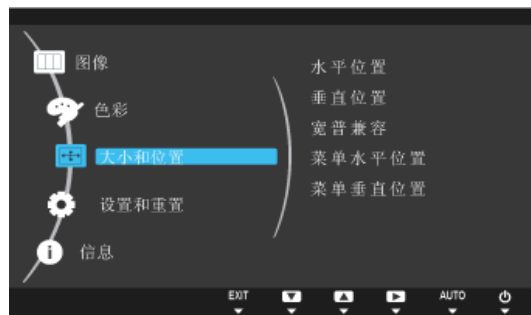 图像
色彩
大小和位置
设置和重置
信息
水平位置
垂直位置
宽普兼容
菜单水平位置
菜单垂直位置
EXIT
AUTO